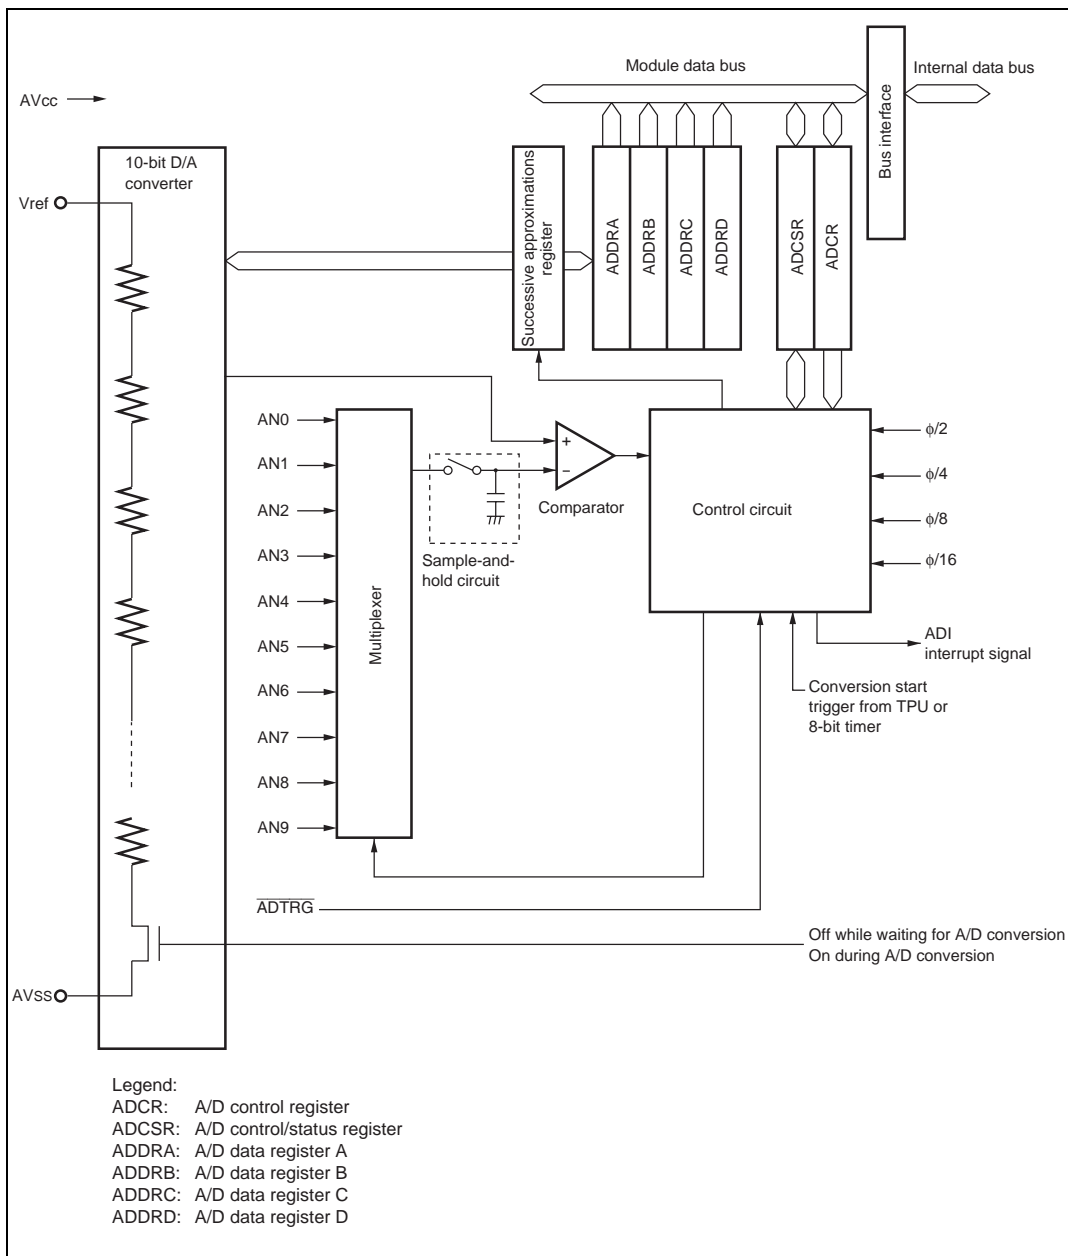 Module data bus
Internal data bus
AVcc
Bus interface
10-bit D/A
converter
Vref
Successive approximations
register
ADDRA
ADDRB
ADDRC
ADDRD
ADCSR
ADCR
AN0
AN1
AN2
AN3
AN4
AN5
AN6
AN7
AN8
AN9
Multiplexer
Sample-and-
hold circuit
+
−
Comparator
Control circuit
ϕ/2
ϕ/4
ϕ/8
ϕ/16
ADI
interrupt signal
Conversion start
trigger from TPU or
8-bit timer
ADTRG
Off while waiting for A/D conversion
On during A/D conversion
AVSS
Legend:
ADCR: A/D control register
ADCSR: A/D control/status register
ADDRA: A/D data register A
ADDRB: A/D data register B
ADDRC: A/D data register C
ADDRD: A/D data register D